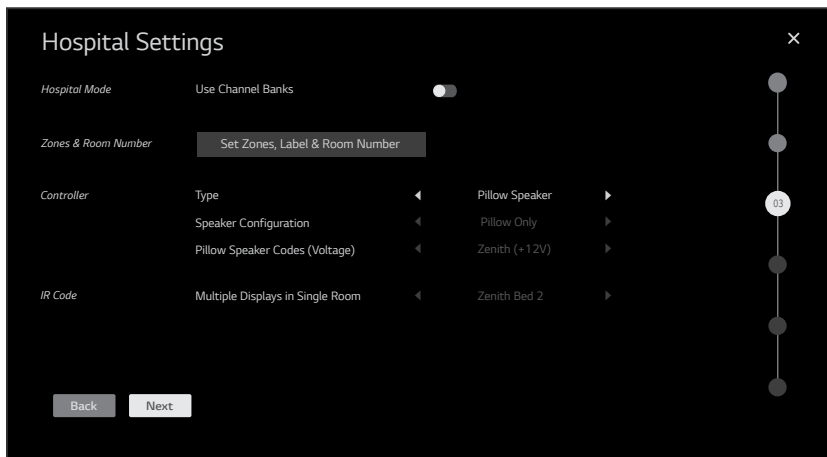 Hospital Settings
Hospital Mode Use Channel Banks
Zones & Room Number Set Zones, Label & Room Number
Controller Type Pillow Speaker
03
Speaker Configuration Pillow Only
Pillow Speaker Codes (Voltage) Zenith (+12V)
IR Code Multiple Displays in Single Room Zenith Bed 2
Back Next